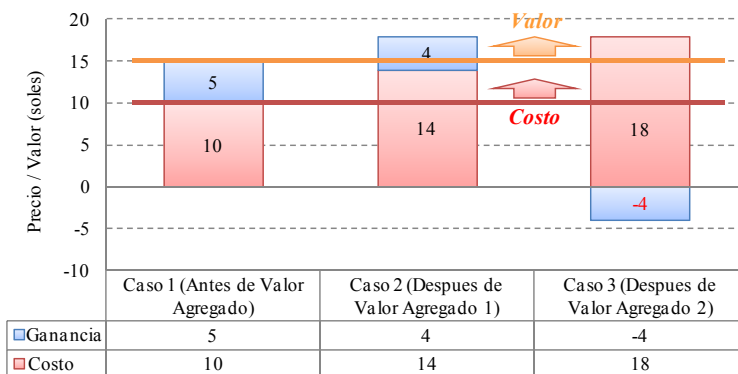 Precio / Valor (soles)
20
15
10
5
0
-5
-10
5
10
4
14
18
-4
Valor
Costo
Caso 1 (Antes de Valor
Agregado)
Caso 2 (Despues de
Valor Agregado 1)
Caso 3 (Despues de
Valor Agregado 2)
Ganancia 5 4 -4
Costo 10 14 18